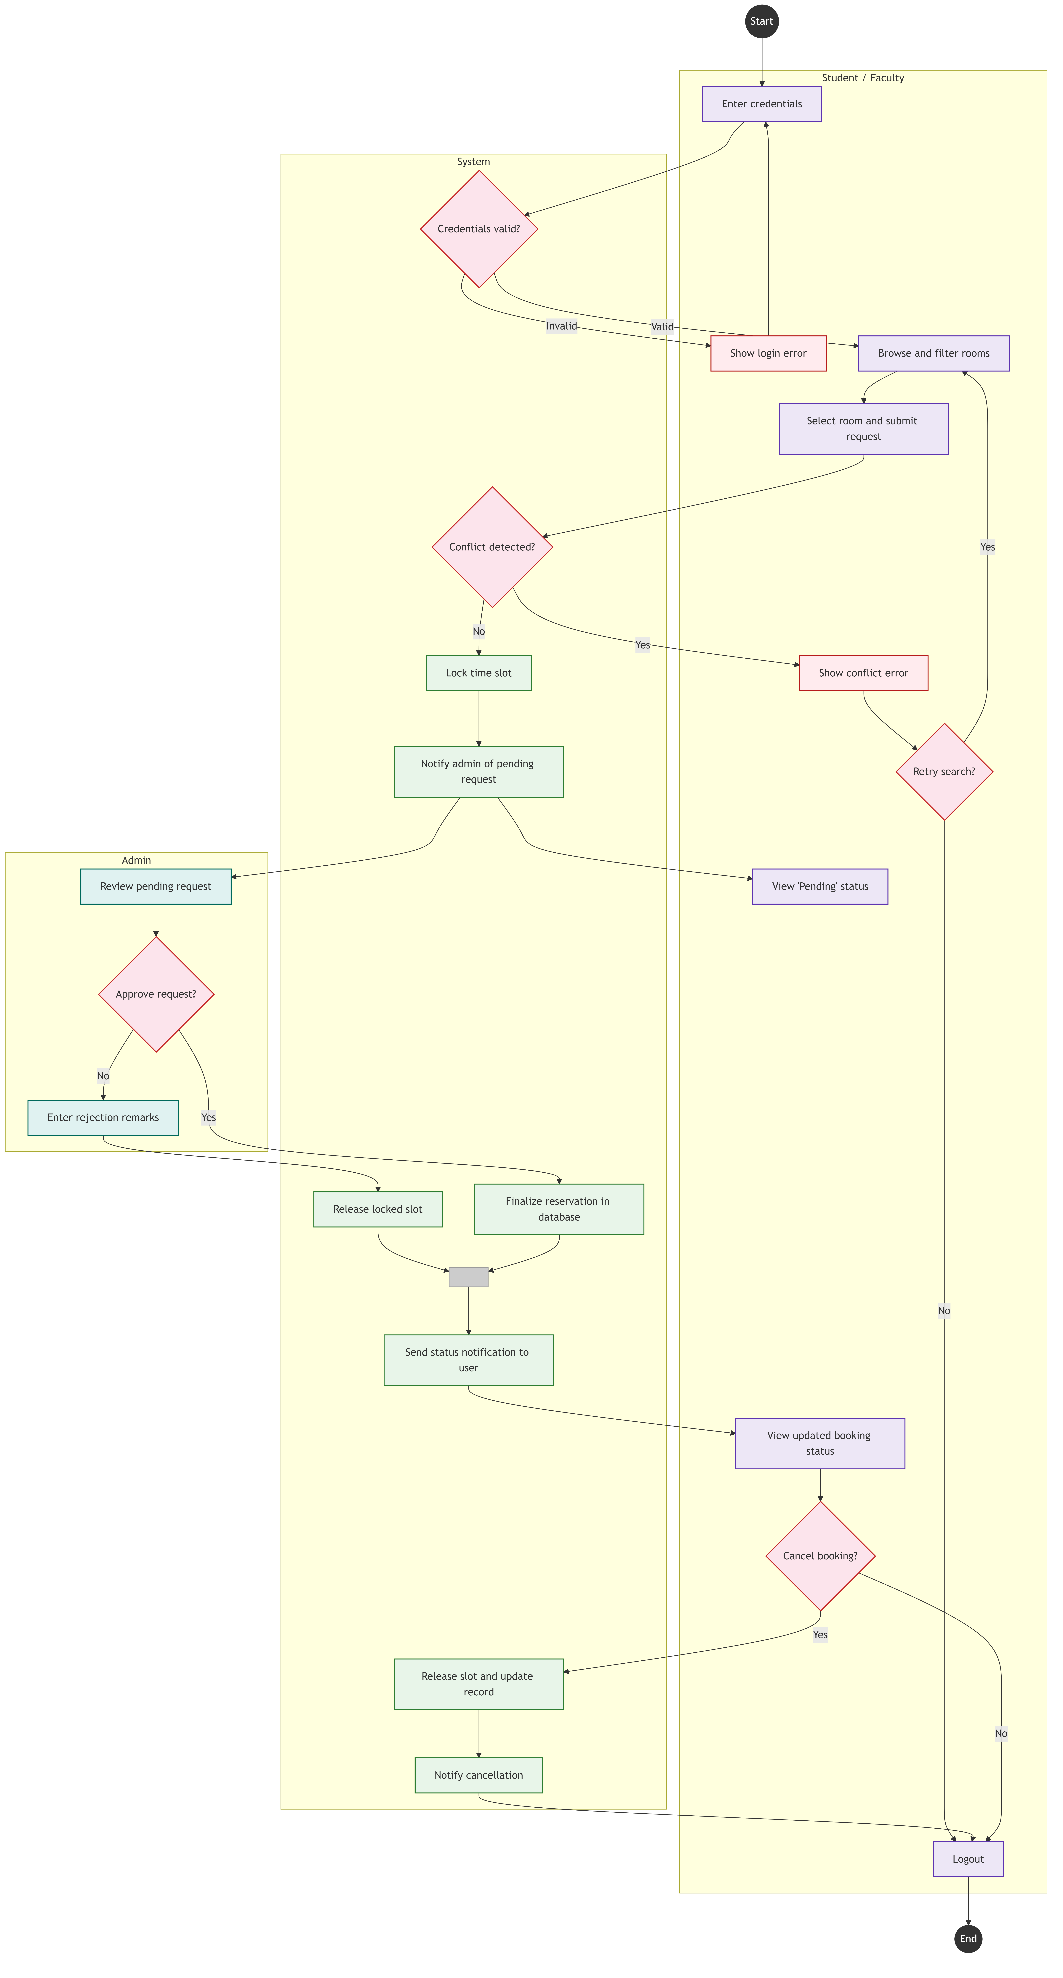 Start
Student / Faculty
Enter credentials
System
Credentials valid?
Invalid
Valid
Show login error
Browse and filter rooms
Select room and submit
request
Conflict detected?
Yes
No
Yes
Lock time slot
Show conflict error
Notify admin of pending
request
Retry search?
Admin
Review pending request
View 'Pending' status
Approve request?
No
Yes
Enter rejection remarks
Release locked slot
Finalize reservation in
database
No
Send status notification to
user
View updated booking
status
Cancel booking?
Yes
Release slot and update
record
No
Notify cancellation
Logout
End